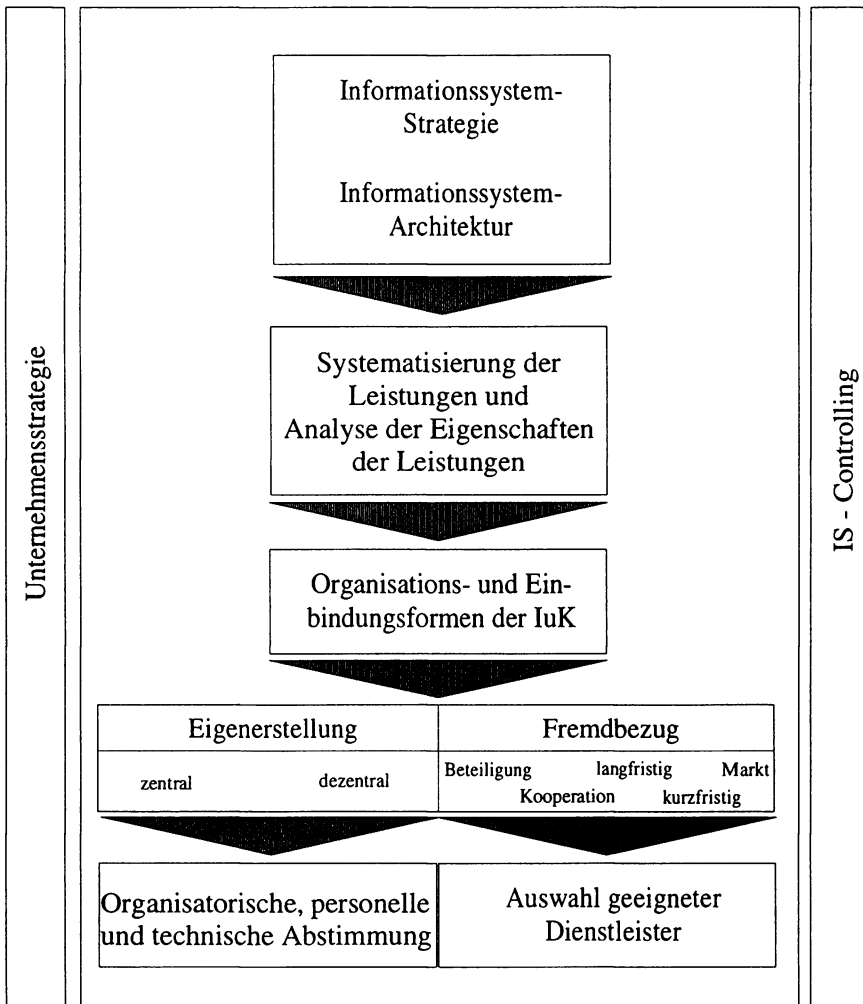 Unternehmensstrategie
Informationssystem-
Strategie
Informationssystem-
Architektur
Systematisierung der
Leistungen und
Analyse der Eigenschaften
der Leistungen
Organisations- und Ein-
bindungsformen der IuK
Eigenerstellung
Fremdbezug
zentral
dezentral
Beteiligung langfristig Markt
Kooperation kurzfristig
Organisatorische, personelle
und technische Abstimmung
Auswahl geeigneter
Dienstleister
IS - Controlling